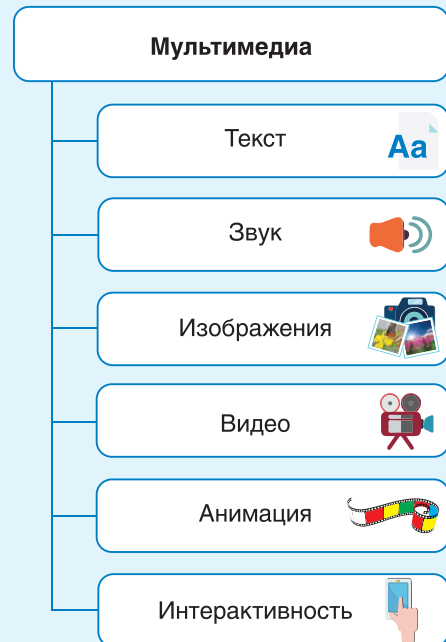 Мультимедиа
Текст
Aa
Звук
Изображения
Видео
Анимация
Интерактивность